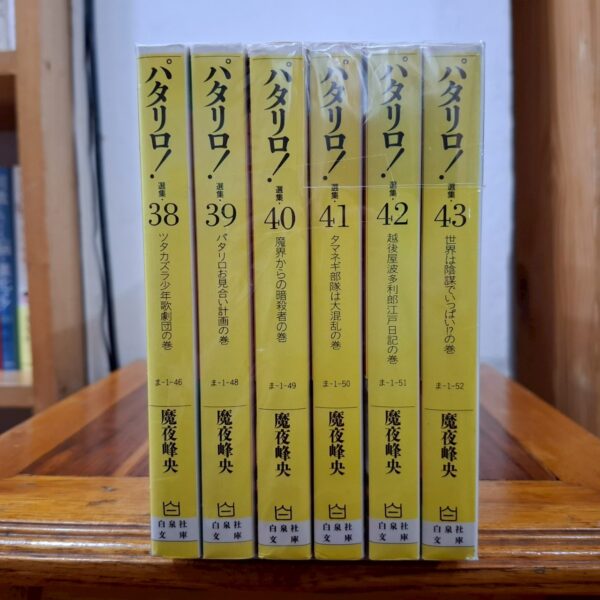 パタリロ!
選集・
38
ツタカズラ少年歌劇団の巻
ま-1-46
魔夜峰央
白泉社
文庫
パタリロ!
選集・
39
パタリロお見合い計画の巻
ま-1-48
魔夜峰央
白泉社
文庫
パタリロ!
選集・
40
魔界からの暗殺者の巻
ま-1-49
魔夜峰央
白泉社
文庫
パタリロ!
選集・
41
タマネギ部隊は大混乱の巻
ま-1-50
魔夜峰央
白泉社
文庫
パタリロ!
選集・
42
越後屋波多利郎江戸日記の巻
ま-1-51
魔夜峰央
白泉社
文庫
パタリロ!
選集・
43
世界は陰謀でいっぱい!?の巻
ま-1-52
魔夜峰央
白泉社
文庫